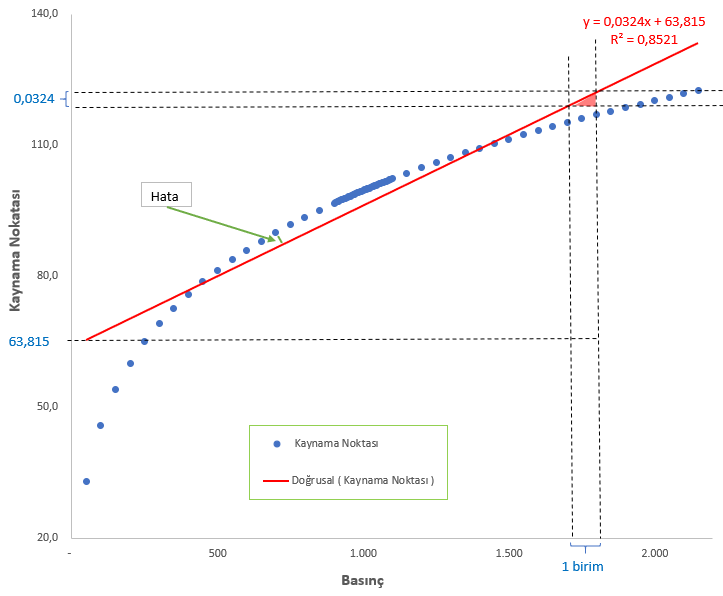 140,0
y = 0,0324x + 63,815
R² = 0,8521
0,0324
110,0
Hata
Kaynama Nokatası
80,0
63,815
50,0
Kaynama Noktası
Doğrusal ( Kaynama Noktası )
20,0
-
500
1.000
1.500
2.000
1 birim
Basınç